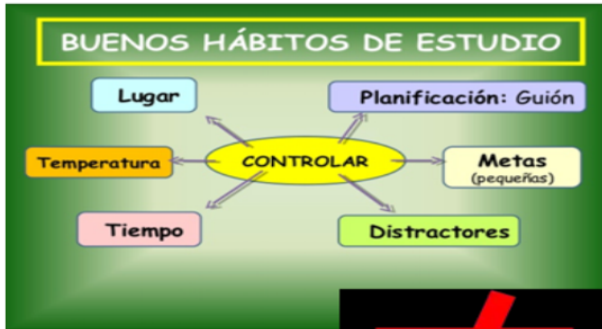 BUENOS HÁBITOS DE ESTUDIO
Lugar
Planificación: Guión
Temperatura
CONTROLAR
Metas
(pequeñas)
Tiempo
Distractores